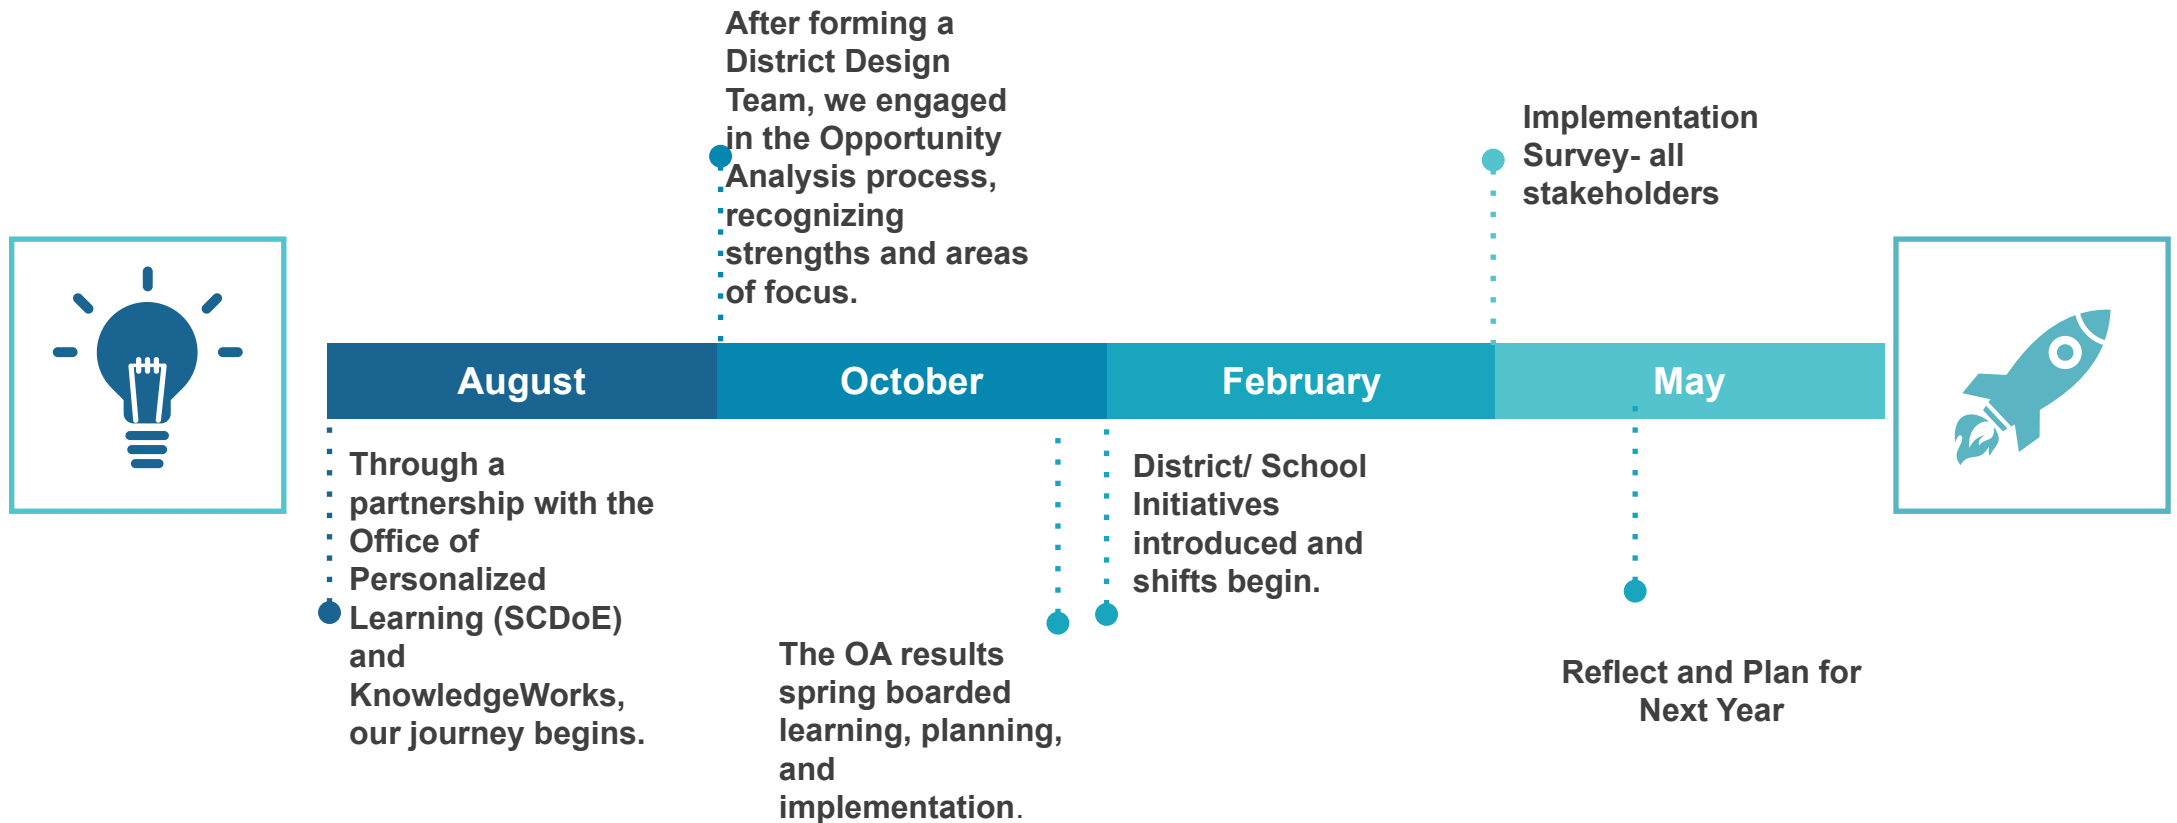 After forming a
District Design
Team, we engaged
in the Opportunity
Analysis process,
recognizing
strengths and areas
of focus.
Implementation
Survey- all
stakeholders
August
October
February
May
Through a
partnership with the
Office of
Personalized
Learning (SCDoE)
and
KnowledgeWorks,
our journey begins.
The OA results
spring boarded
learning, planning,
and
implementation.
District/ School
Initiatives
introduced and
shifts begin.
Reflect and Plan for
Next Year